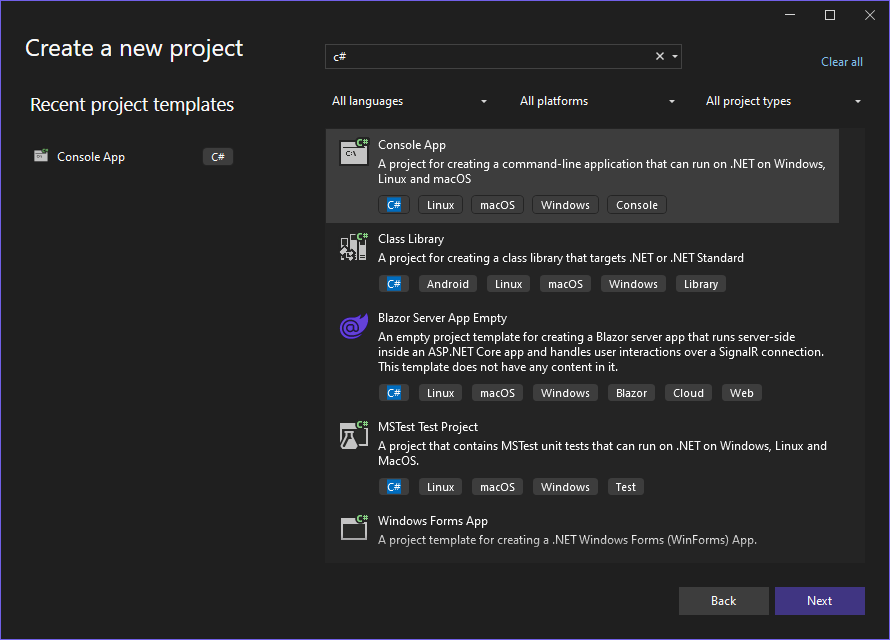 Create a new project
c#
Clear all
Recent project templates
All languages
All platforms
All project types
Console App
C#
C#
C:\
Console App
A project for creating a command-line application that can run on .NET on Windows,
Linux and macOS
C# Linux macOS Windows Console
C#
Class Library
A project for creating a class library that targets .NET or .NET Standard
C# Android Linux macOS Windows Library
@
Blazor Server App Empty
An empty project template for creating a Blazor server app that runs server-side
inside an ASP.NET Core app and handles user interactions over a SignalR connection.
This template does not have any content in it.
C# Linux macOS Windows Blazor Cloud Web
C#
MSTest Test Project
A project that contains MSTest unit tests that can run on .NET on Windows, Linux and
MacOS.
C# Linux macOS Windows Test
C#
Windows Forms App
A project template for creating a .NET Windows Forms (WinForms) App.
Back
Next